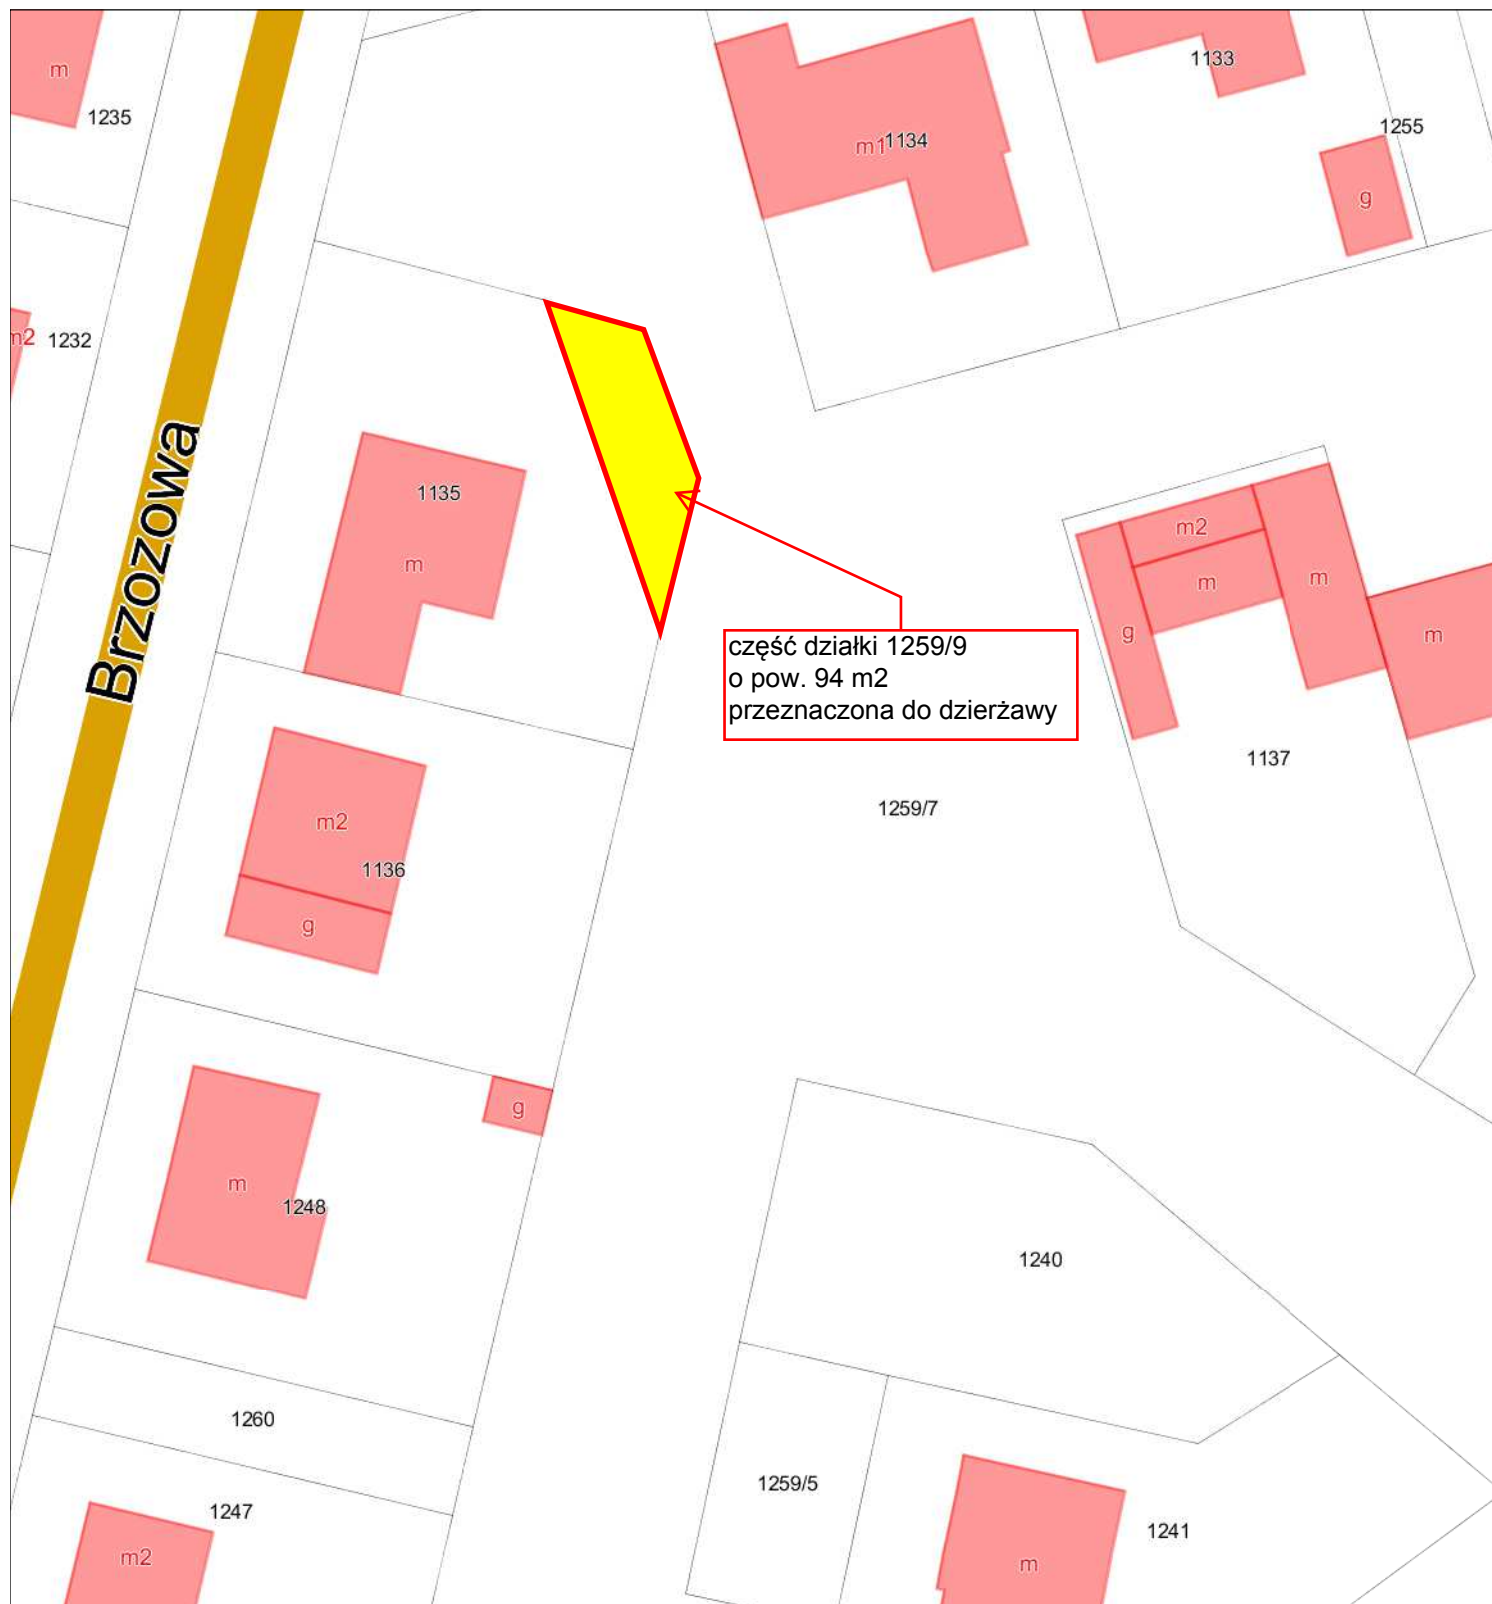 m
1235
1133
1255
m1
1134
g
m2
1232
Brzozowa
1135
m
m2
m
m
g
m
część działki 1259/9
o pow. 94 m2
przeznaczona do dzierżawy
1137
1259/7
m2
1136
g
g
m
1248
1240
1260
1259/5
1247
1241
m2
m